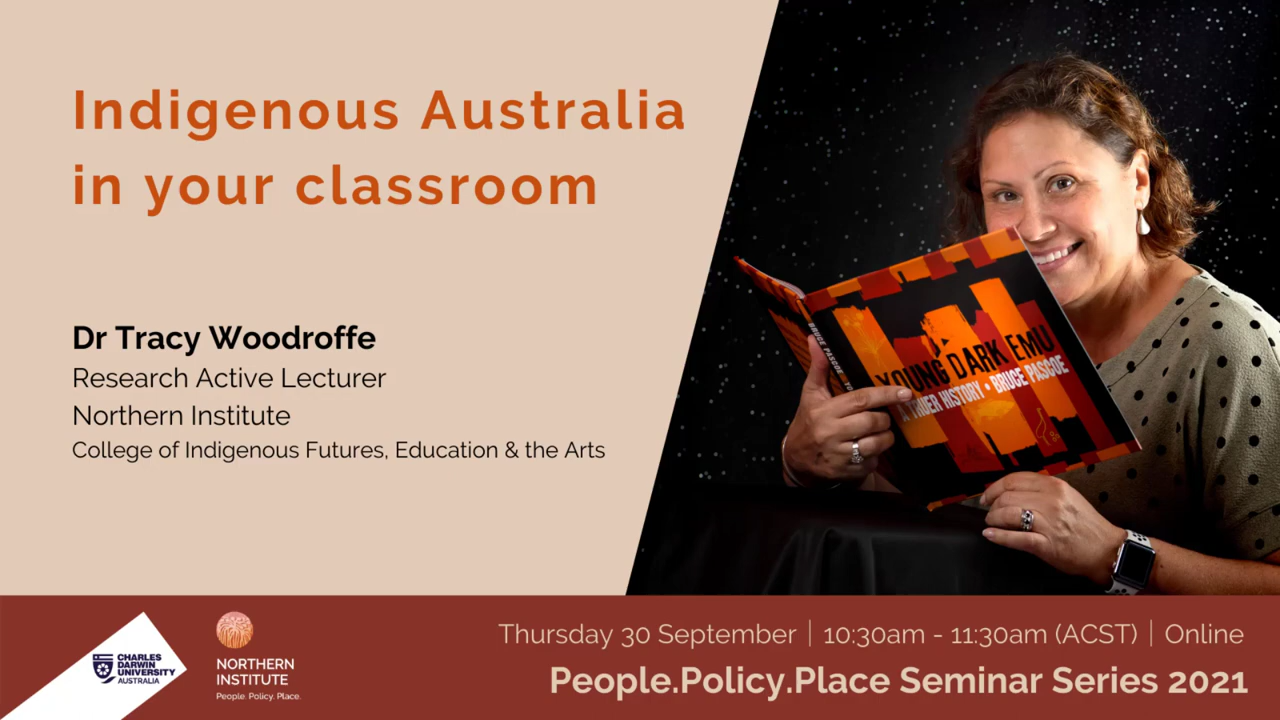 Indigenous Australia
in your classroom
Dr Tracy Woodroffe
Research Active Lecturer
Northern Institute
College of Indigenous Futures, Education & the Arts
BRUCE PASCOE
YOUNG DARK EMU
A TRUER HISTORY • BRUCE PASCOE
CHARLES
DARWIN
UNIVERSITY
AUSTRALIA
NORTHERN
INSTITUTE
People. Policy. Place.
Thursday 30 September | 10:30am - 11:30am (ACST) | Online
People.Policy.Place Seminar Series 2021